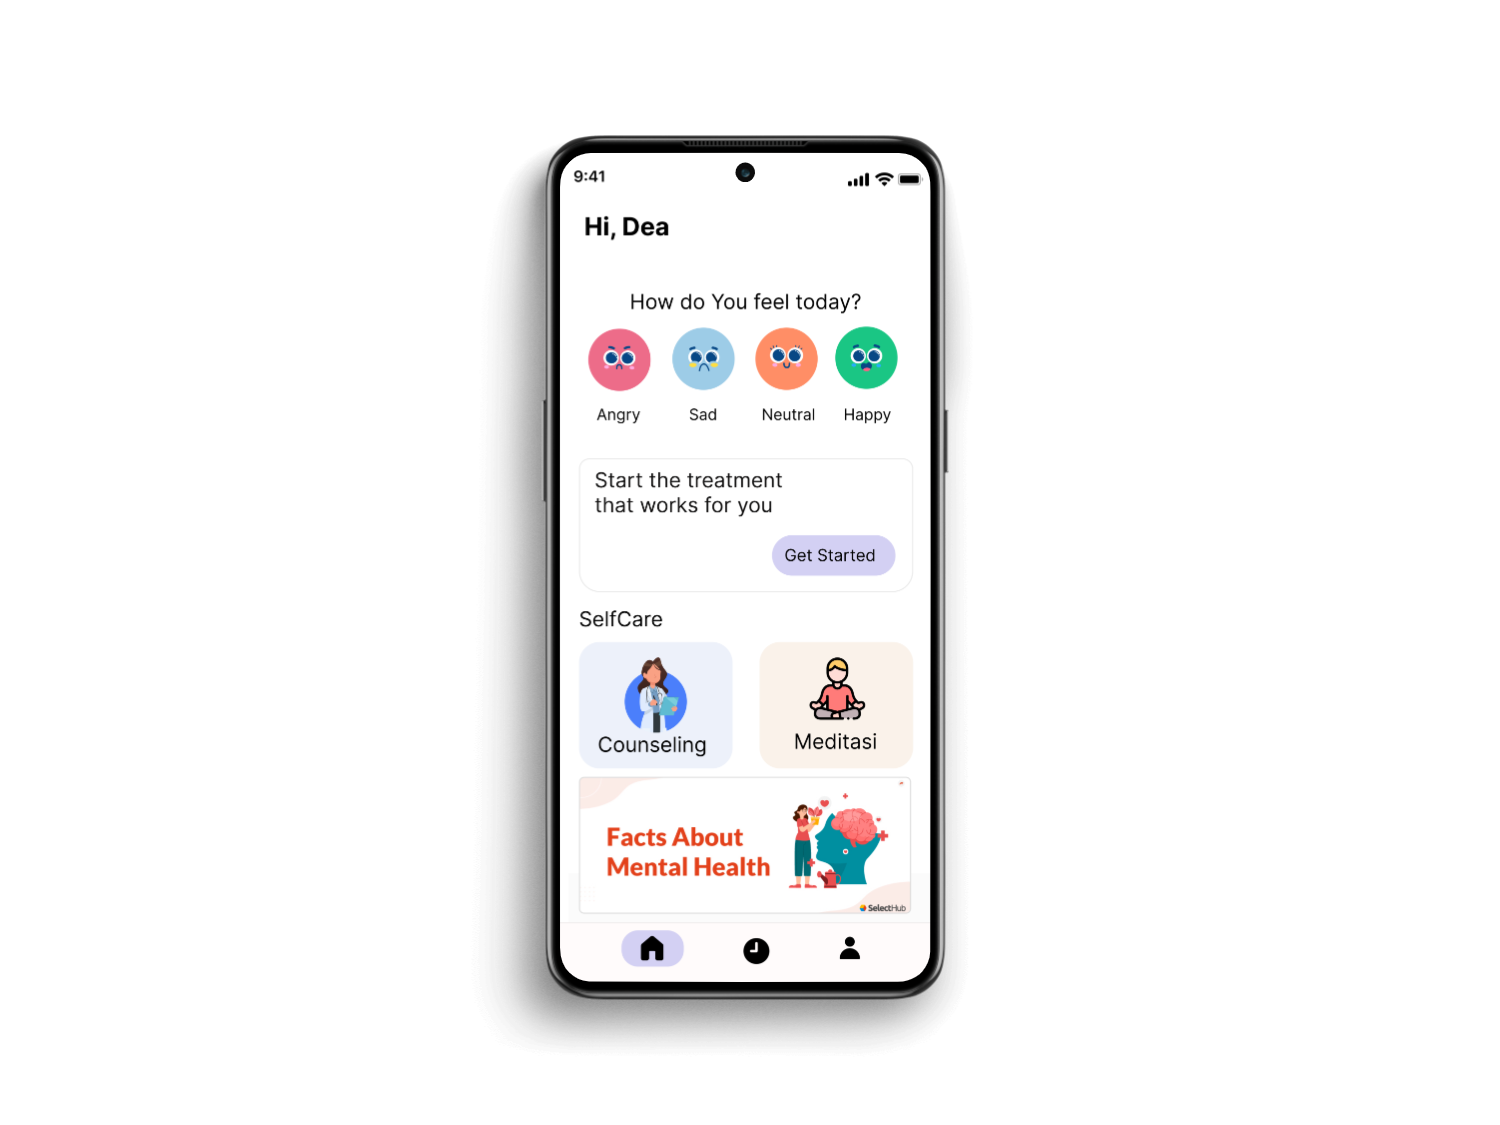 9:41
Hi, Dea
How do You feel today?
Angry Sad Neutral Happy
Start the treatment
that works for you
Get Started
SelfCare
Counseling Meditasi
Facts About
Mental Health
SelectHub